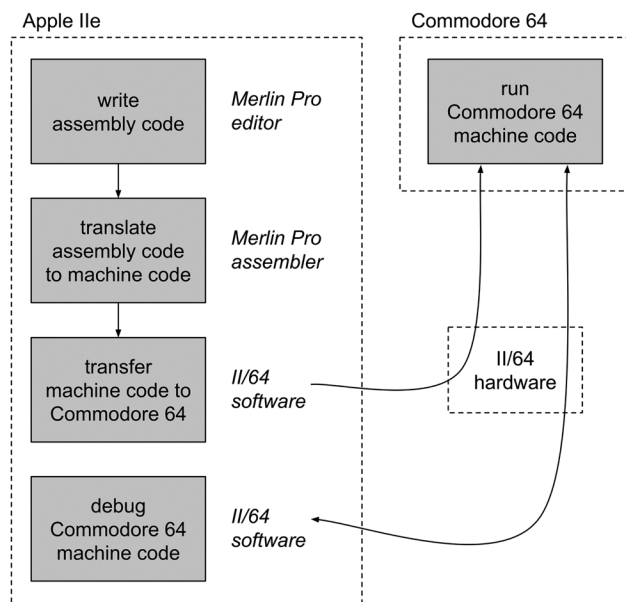 Apple IIe
Commodore 64
write
assembly code
Merlin Pro
editor
run
Commodore 64
machine code
translate
assembly code
to machine code
Merlin Pro
assembler
transfer
machine code to
Commodore 64
II/64
software
II/64
hardware
debug
Commodore 64
machine code
II/64
software